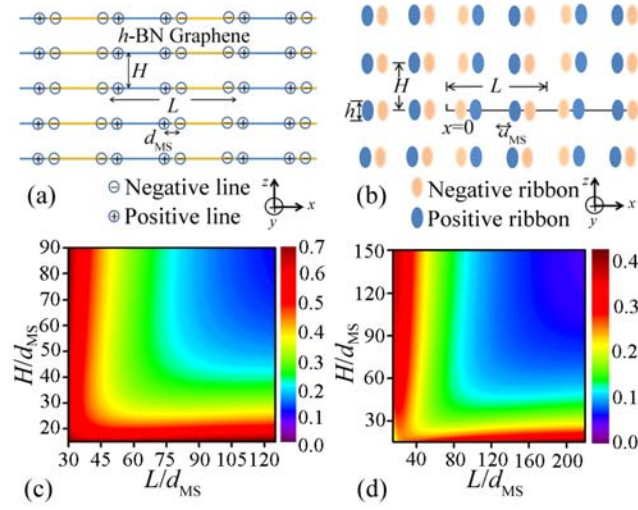 h-BN Graphene
H
L
d_MS
(a)
⊖ Negative line
⊕ Positive line
z
y
x
H
L
h
x=0
d_MS
(b)
Negative ribbon
Positive ribbon
z
y
x
90
80
70
60
50
40
30
20
H/d_MS
30 45 60 75 90 105 120
L/d_MS
(c)
0.7
0.6
0.5
0.4
0.3
0.2
0.1
0.0
150
120
90
60
30
H/d_MS
40 80 120 160 200
L/d_MS
(d)
0.4
0.3
0.2
0.1
0.0